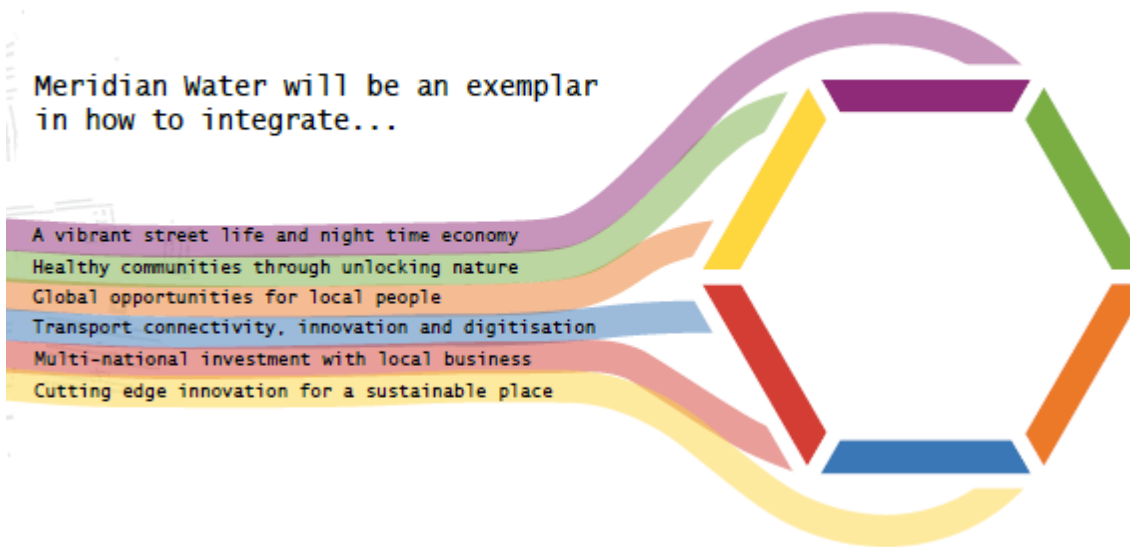 Meridian Water will be an exemplar
in how to integrate...
A vibrant street life and night time economy
Healthy communities through unlocking nature
Global opportunities for local people
Transport connectivity, innovation and digitisation
Multi-national investment with local business
Cutting edge innovation for a sustainable place